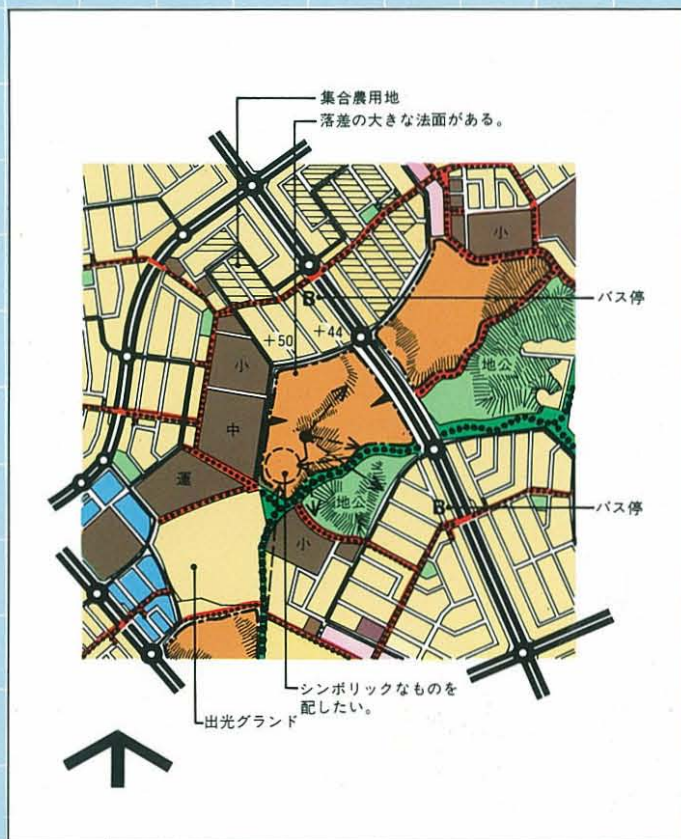 集合農用地
落差の大きな法面がある。
小
B
バス停
+50
+44
小
地公
中
運
地公
B
バス停
小
シンボリックなものを
配したい。
出光グランド